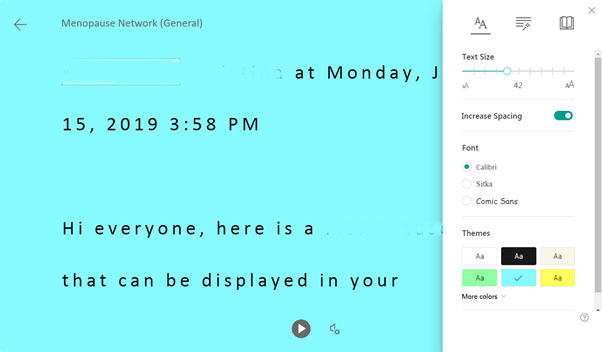 Menopause Network (General)
at Monday, J
15, 2019 3:58 PM
Hi everyone, here is a
that can be displayed in your
Text Size
AA
42
AA
Increase Spacing
Font
Calibri
Sitka
Comic Sans
Themes
Aa Aa Aa
Aa Aa
More colors